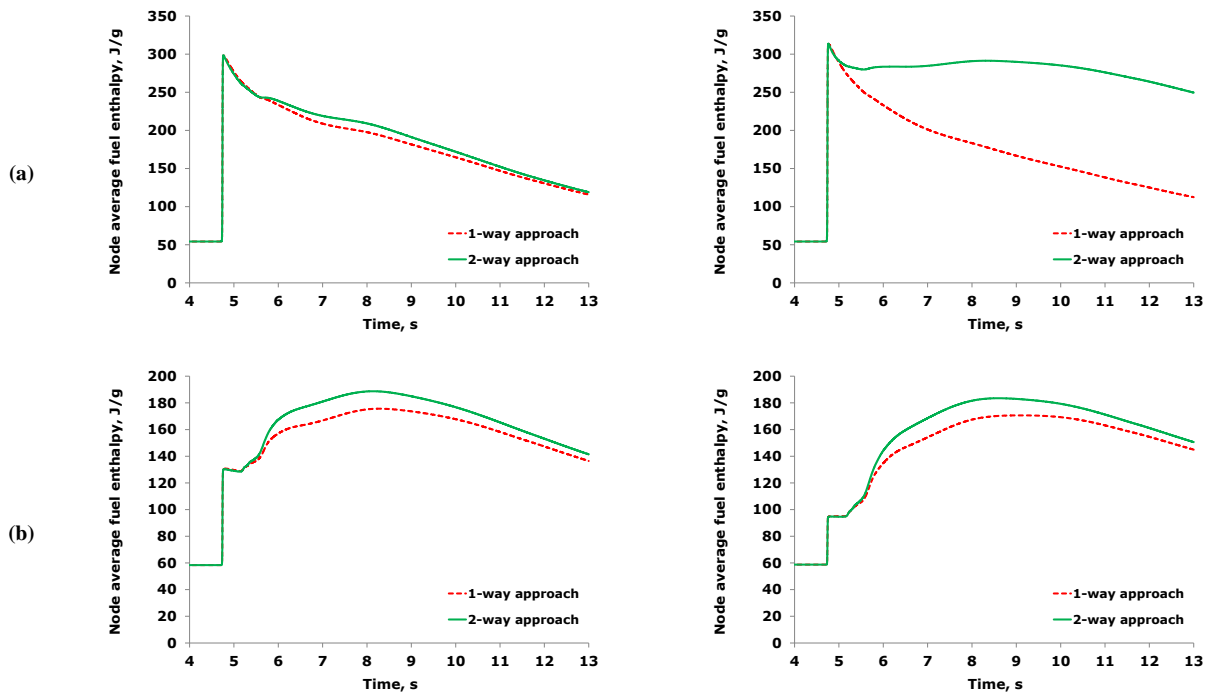 (a)
Node average fuel enthalpy, J/g
350
300
250
200
150
100
50
0
1-way approach
2-way approach
4 5 6 7 8 9 10 11 12 13
Time, s
Node average fuel enthalpy, J/g
350
300
250
200
150
100
50
0
1-way approach
2-way approach
4 5 6 7 8 9 10 11 12 13
Time, s
(b)
Node average fuel enthalpy, J/g
200
180
160
140
120
100
80
60
40
20
0
1-way approach
2-way approach
4 5 6 7 8 9 10 11 12 13
Time, s
Node average fuel enthalpy, J/g
200
180
160
140
120
100
80
60
40
20
0
1-way approach
2-way approach
4 5 6 7 8 9 10 11 12 13
Time, s